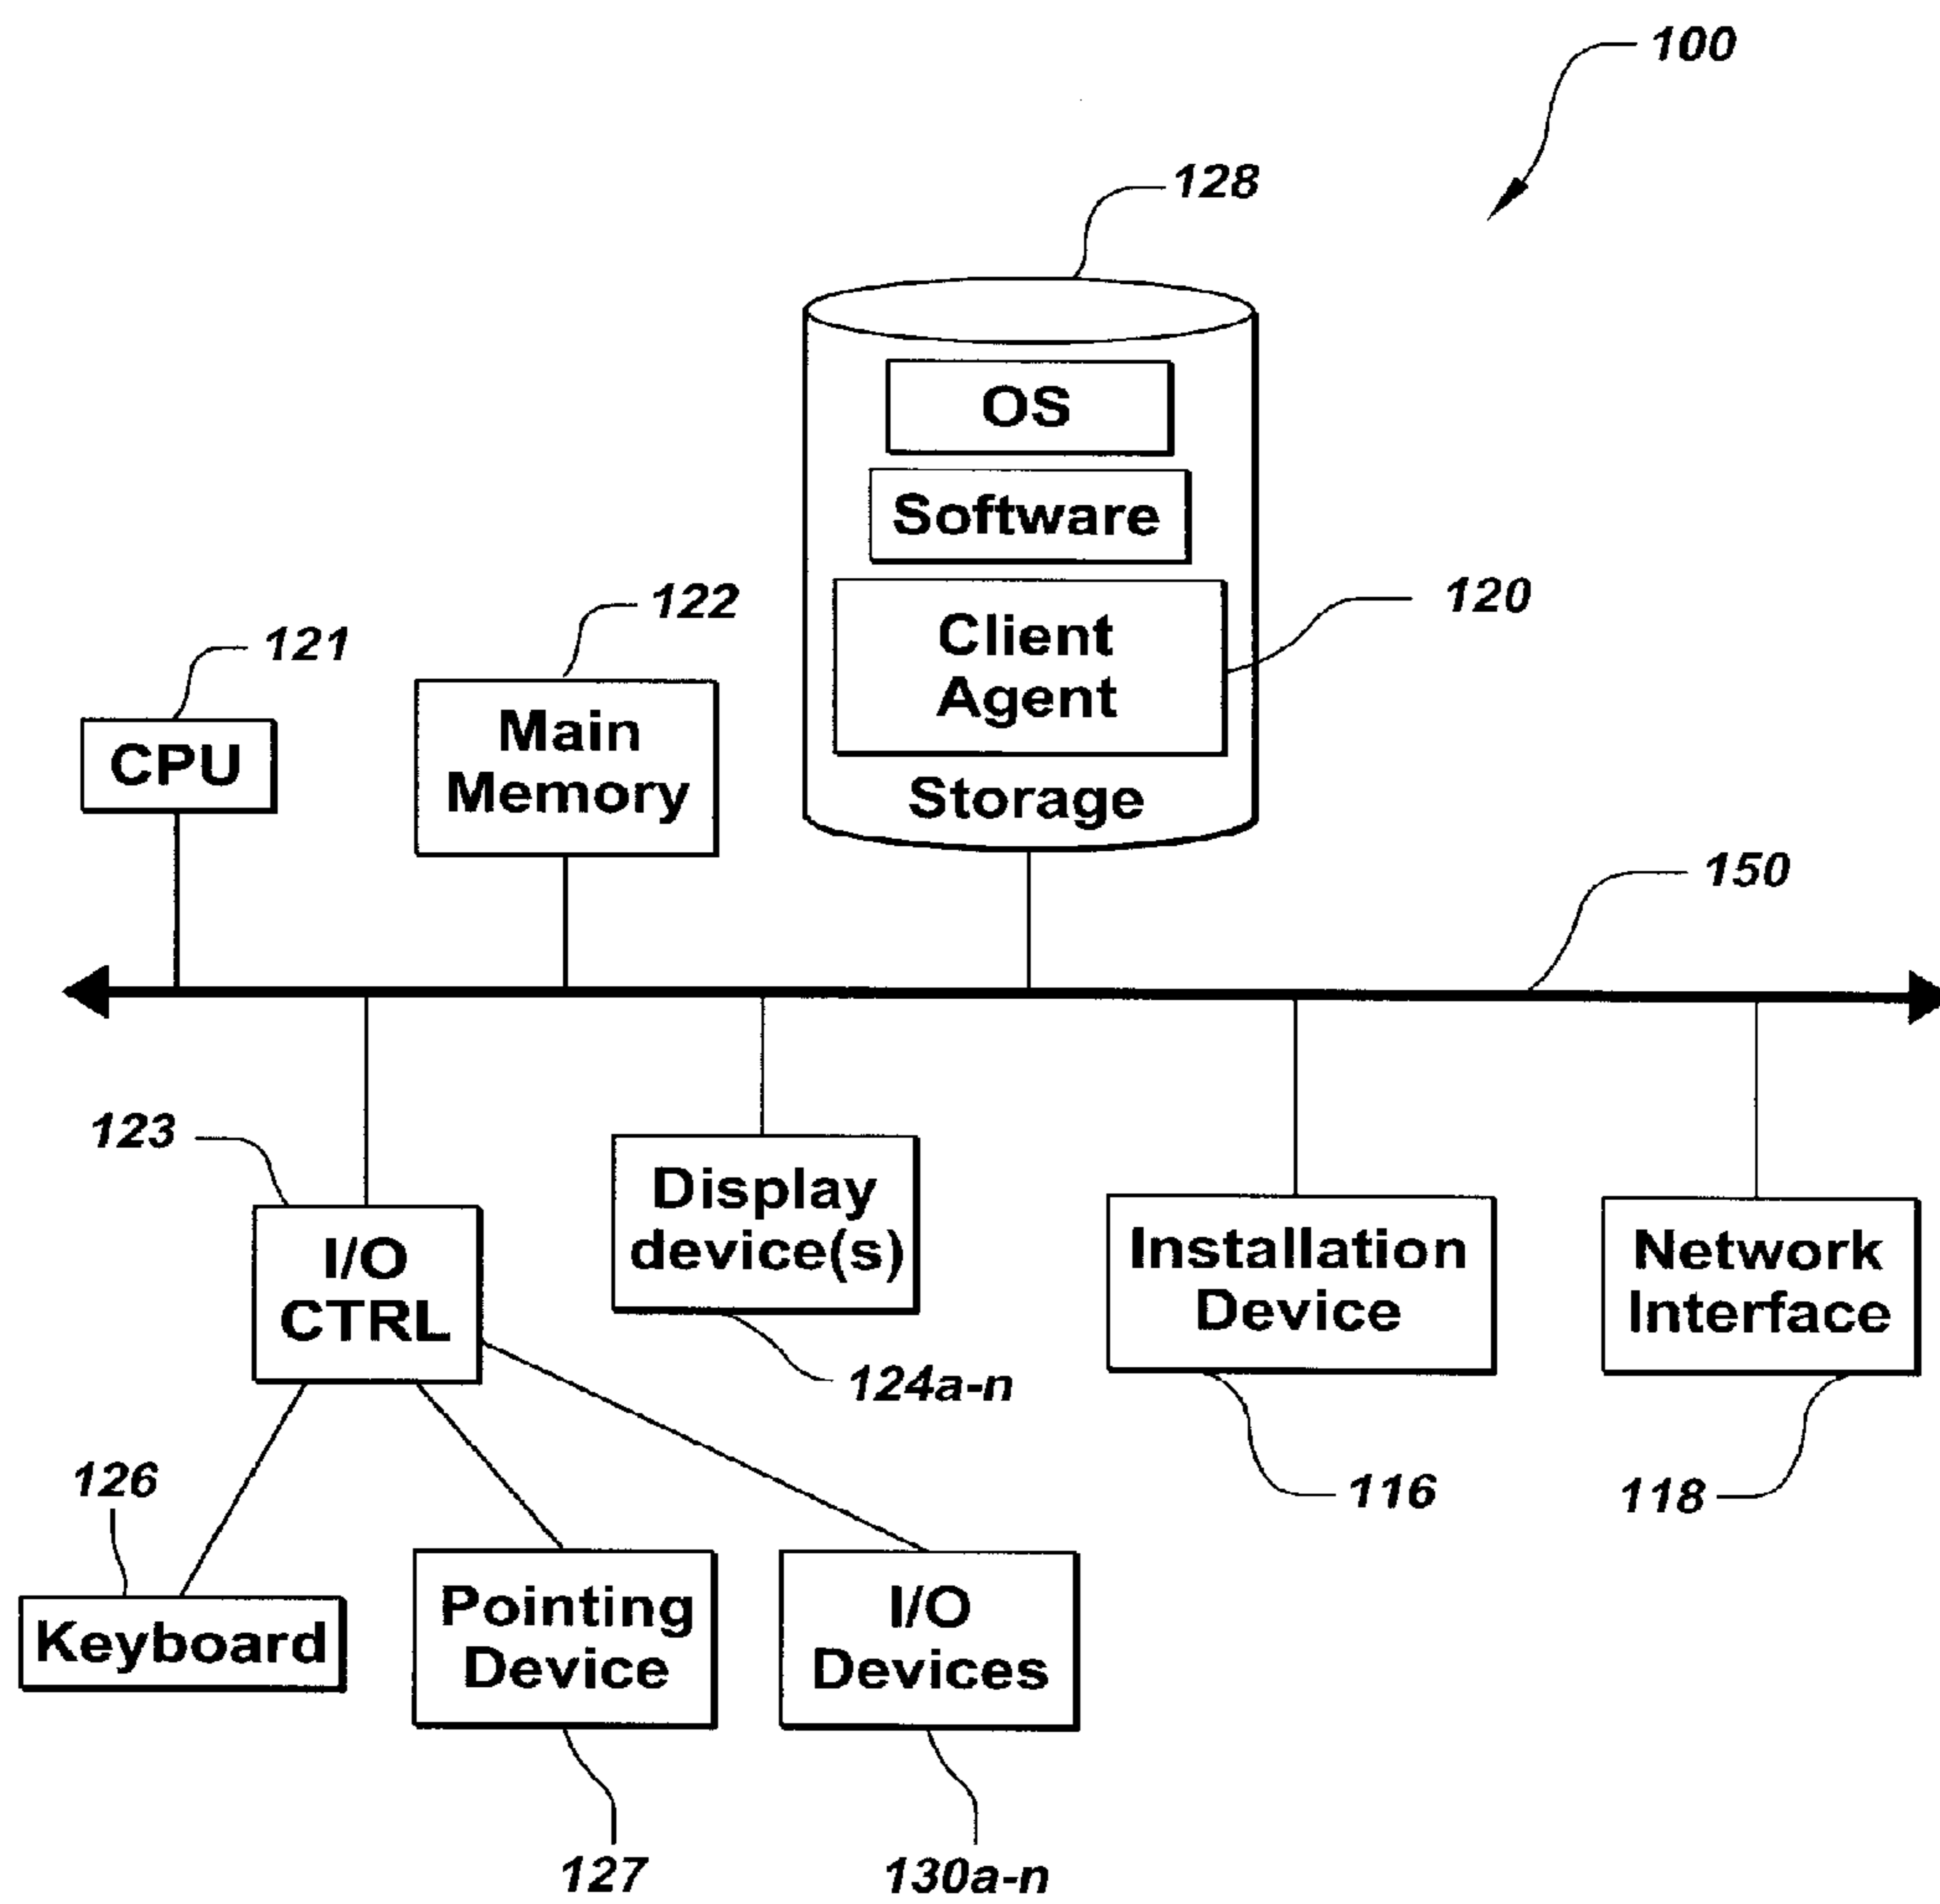 100
128
OS
Software
Client
Agent
120
Storage
122
121
Main
Memory
CPU
150
123
I/O
CTRL
Display
device(s)
124a-n
Installation
Device
116
Network
Interface
118
126
Keyboard
Pointing
Device
127
I/O
Devices
130a-n